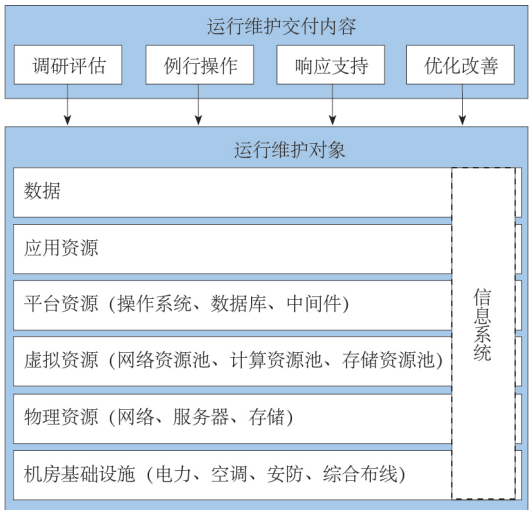 运行维护交付内容
调研评估 例行操作 响应支持 优化改善
运行维护对象
数据
应用资源
平台资源（操作系统、数据库、中间件）
虚拟资源（网络资源池、计算资源池、存储资源池）
物理资源（网络、服务器、存储）
机房基础设施（电力、空调、安防、综合布线）
信息系统